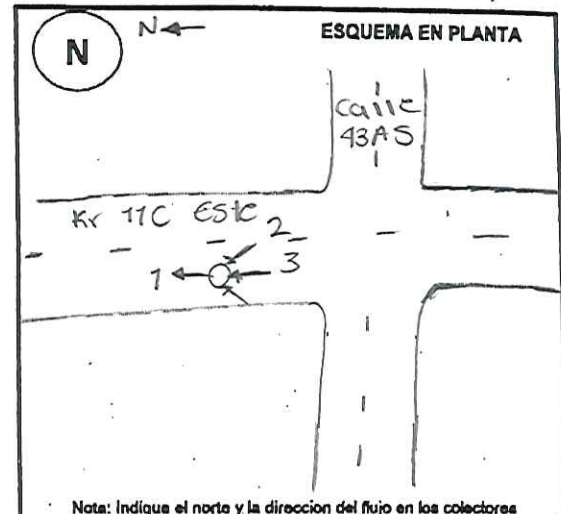 N
N
ESQUEMA EN PLANTA
Calle
43AS
Kr 11C Este
2
1
3
Nota: Indique el norte y la direccion del flujo en los colectores